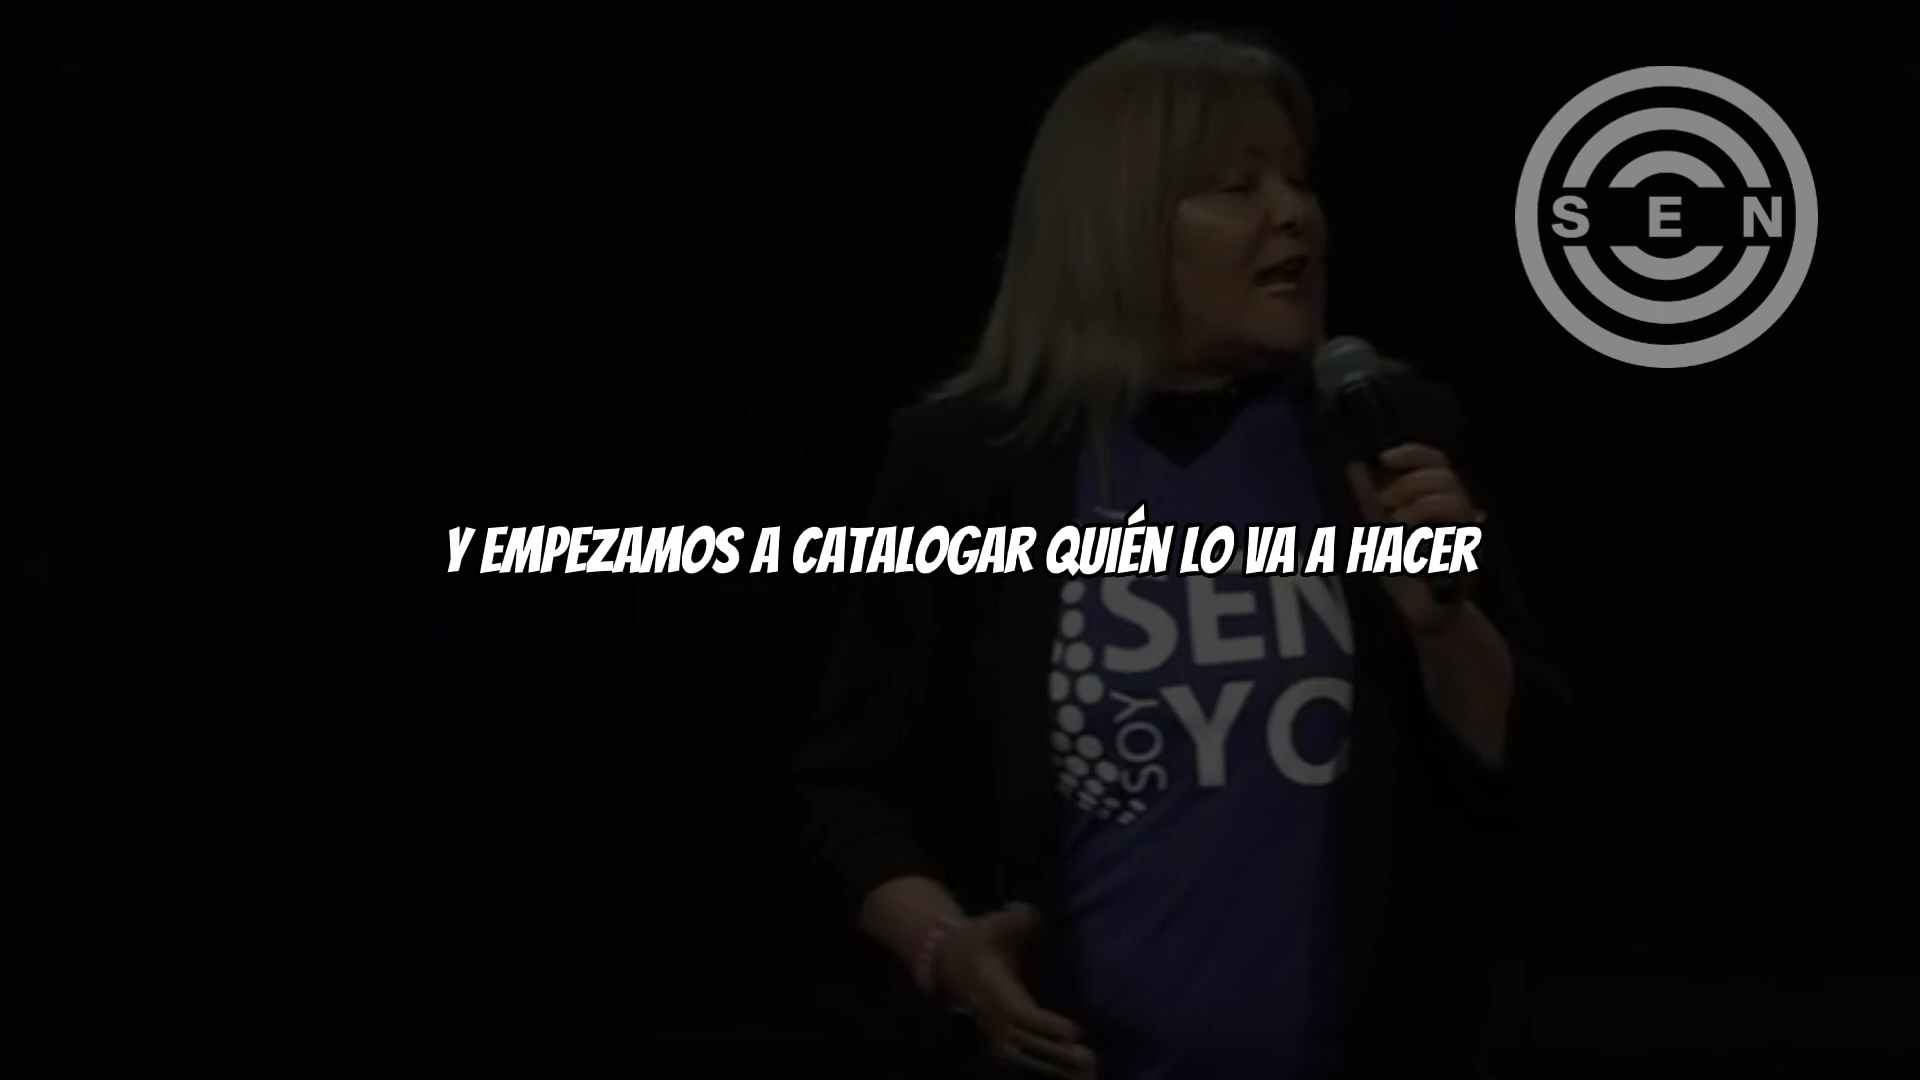 S E N
Y EMPEZAMOS A CATALOGAR QUIÉN LO VA A HACER
SEN
SOY
YO